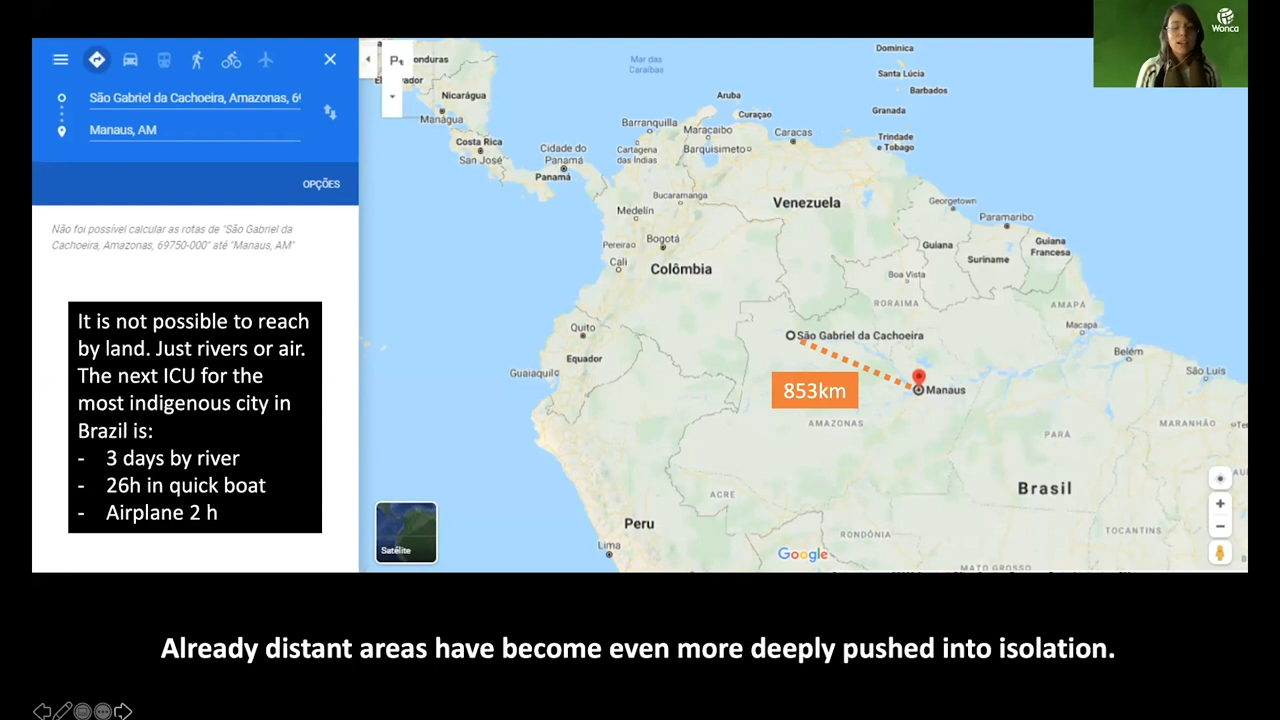 Wonca
São Gabriel da Cachoeira, Amazonas, 69
Manaus, AM
OPÇÕES
Não foi possível calcular as rotas de "São Gabriel da
Cachoeira, Amazonas, 69750-000" até "Manaus, AM"
It is not possible to reach
by land. Just rivers or air.
The next ICU for the
most indigenous city in
Brazil is:
- 3 days by river
- 26h in quick boat
- Airplane 2 h
Satélite
Mar das
Caraíbas
Dominica
Santa Lúcia
Barbados
Granada
Trindade
e Tobago
Nicarágua
Manágua
Costa Rica
San José
Cidade do
Panamá
Panamá
Aruba
Curaçao
Barranquilla
Maracaibo
Caracas
Cartagena
das Índias
Barquisimeto
Bucaramanga
Venezuela
Medelín
Georgetown
Paramaribo
Pereirao
Bogotá
Guiana
Guiana
Francesa
Cali
Colômbia
Suriname
Boa Vista
RORAIMA
AMAPÁ
Quito
São Gabriel da Cachoeira
Macapá
Equador
Belém
Guaiaquil
853km
Manaus
São Luís
AMAZONAS
MARANHÃO
PARÁ
ACRE
Brasil
Peru
TOCANTINS
RONDÔNIA
Lima
Google
MATO GROSSO
Already distant areas have become even more deeply pushed into isolation.